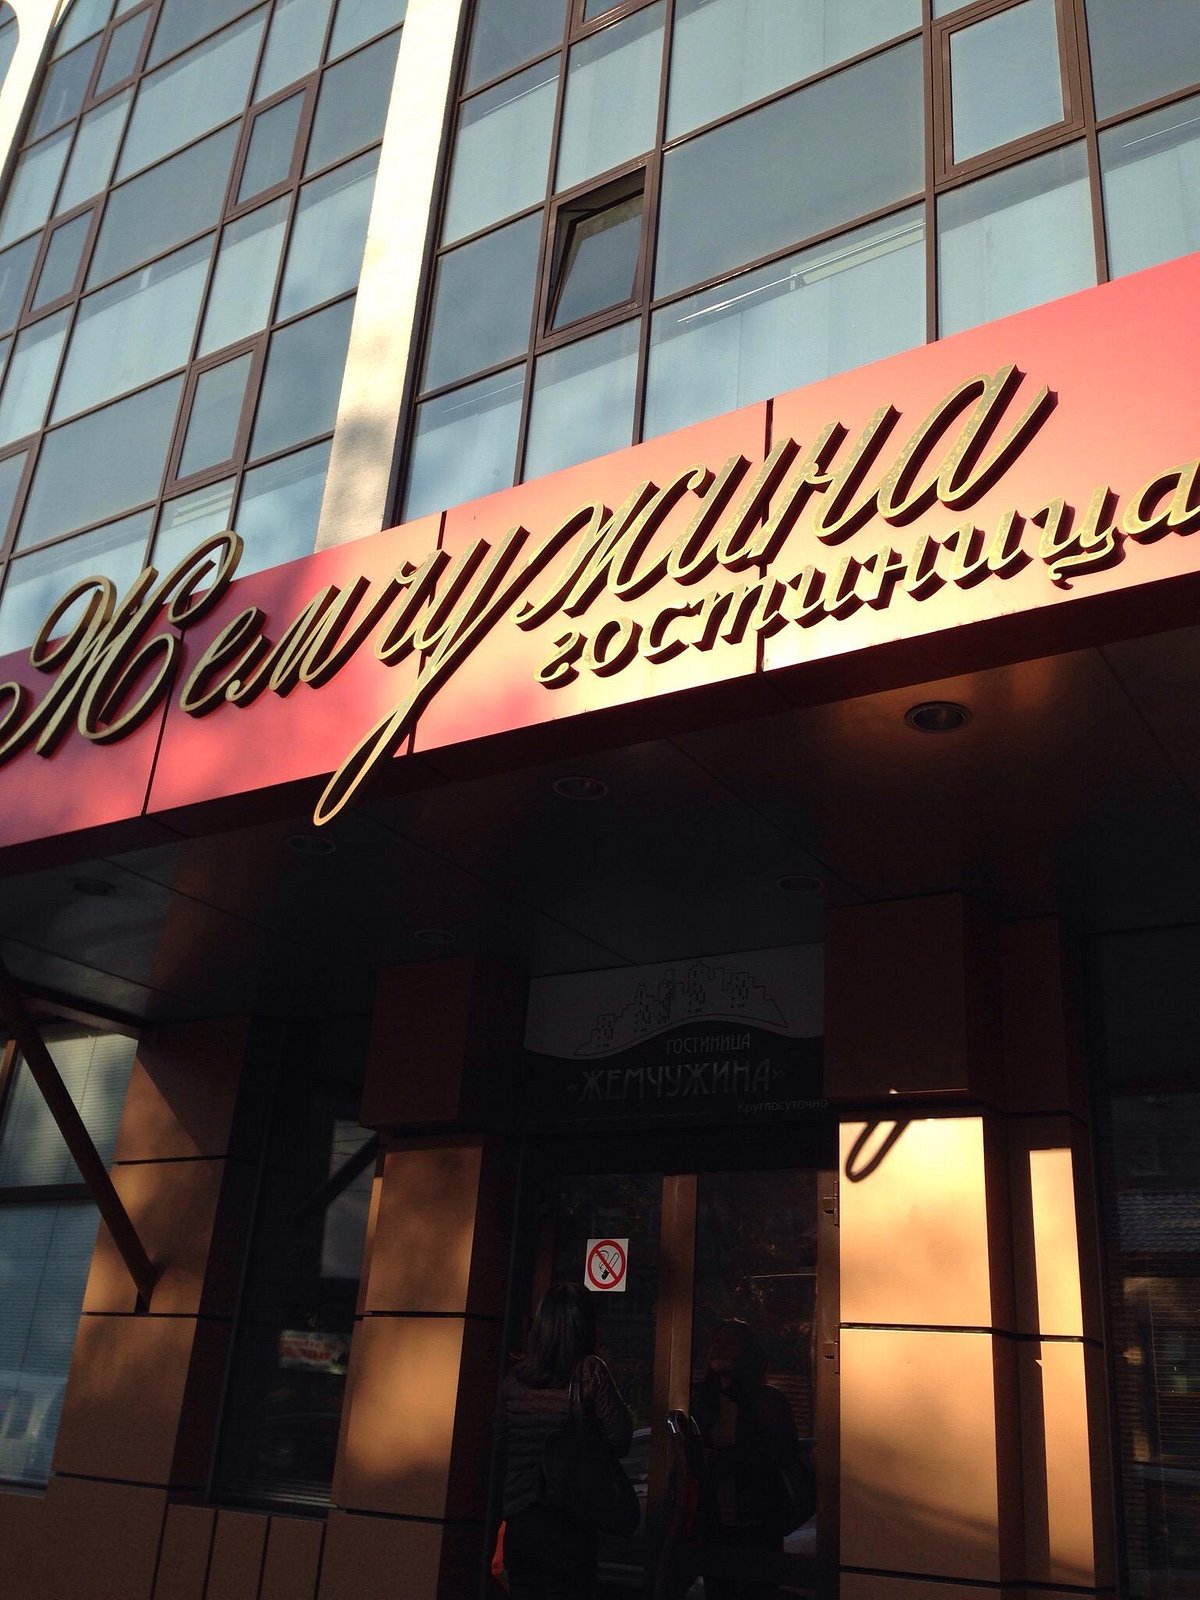 Жемчужина
гостиница
ГОСТИНИЦА
«ЖЕМЧУЖИНА»
Круглосуточно